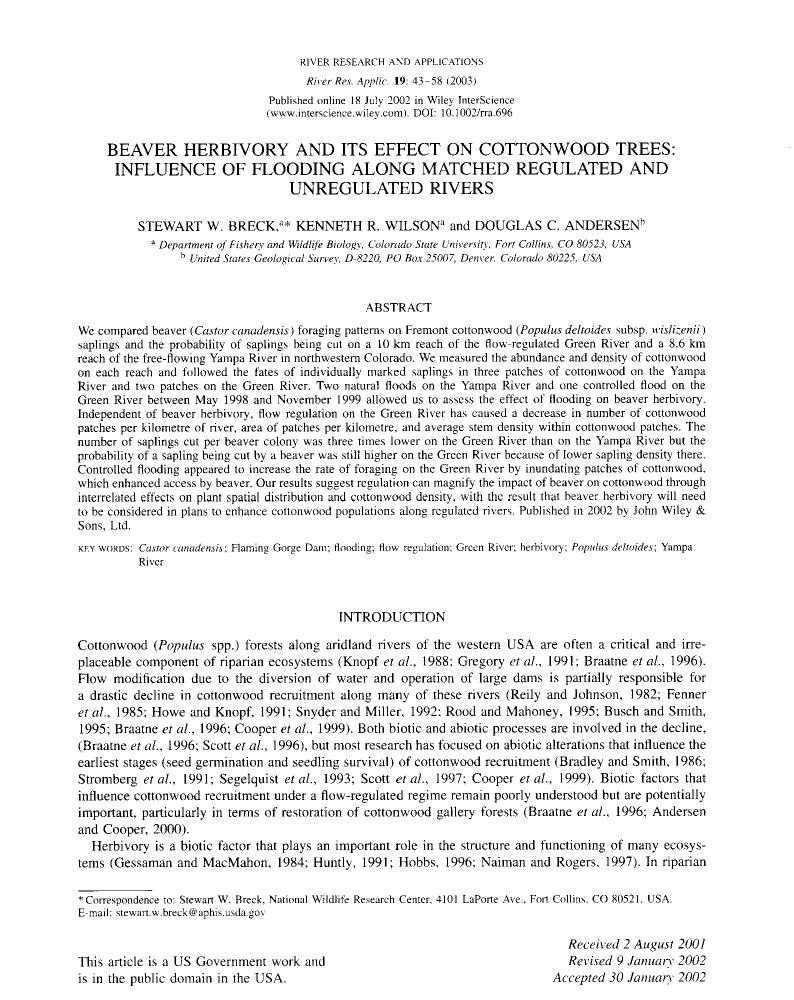 RIVER RESEARCH AND APPLICATIONS
River Res. Applic. 19: 43–58 (2003)
Published online 18 July 2002 in Wiley InterScience
(www.interscience.wiley.com). DOI: 10.1002/rra.696
BEAVER HERBIVORY AND ITS EFFECT ON COTTONWOOD TREES:
INFLUENCE OF FLOODING ALONG MATCHED REGULATED AND
UNREGULATED RIVERS
STEWART W. BRECK,a* KENNETH R. WILSONa and DOUGLAS C. ANDERSENb
a Department of Fishery and Wildlife Biology, Colorado State University, Fort Collins, CO 80523, USA
b United States Geological Survey, D-8220, PO Box 25007, Denver, Colorado 80225, USA
ABSTRACT
We compared beaver (Castor canadensis) foraging patterns on Fremont cottonwood (Populus deltoides subsp. wislizenii)
saplings and the probability of saplings being cut on a 10 km reach of the flow-regulated Green River and a 8.6 km
reach of the free-flowing Yampa River in northwestern Colorado. We measured the abundance and density of cottonwood
on each reach and followed the fates of individually marked saplings in three patches of cottonwood on the Yampa
River and two patches on the Green River. Two natural floods on the Yampa River and one controlled flood on the
Green River between May 1998 and November 1999 allowed us to assess the effect of flooding on beaver herbivory.
Independent of beaver herbivory, flow regulation on the Green River has caused a decrease in number of cottonwood
patches per kilometre of river, area of patches per kilometre, and average stem density within cottonwood patches. The
number of saplings cut per beaver colony was three times lower on the Green River than on the Yampa River but the
probability of a sapling being cut by a beaver was still higher on the Green River because of lower sapling density there.
Controlled flooding appeared to increase the rate of foraging on the Green River by inundating patches of cottonwood,
which enhanced access by beaver. Our results suggest regulation can magnify the impact of beaver on cottonwood through
interrelated effects on plant spatial distribution and cottonwood density, with the result that beaver herbivory will need
to be considered in plans to enhance cottonwood populations along regulated rivers. Published in 2002 by John Wiley &
Sons, Ltd.
KEY WORDS: Castor canadensis; Flaming Gorge Dam; flooding; flow regulation; Green River; herbivory; Populus deltoides; Yampa
River
INTRODUCTION
Cottonwood (Populus spp.) forests along aridland rivers of the western USA are often a critical and irre-
placeable component of riparian ecosystems (Knopf et al., 1988; Gregory et al., 1991; Braatne et al., 1996).
Flow modification due to the diversion of water and operation of large dams is partially responsible for
a drastic decline in cottonwood recruitment along many of these rivers (Reily and Johnson, 1982; Fenner
et al., 1985; Howe and Knopf, 1991; Snyder and Miller, 1992; Rood and Mahoney, 1995; Busch and Smith,
1995; Braatne et al., 1996; Cooper et al., 1999). Both biotic and abiotic processes are involved in the decline,
(Braatne et al., 1996; Scott et al., 1996), but most research has focused on abiotic alterations that influence the
earliest stages (seed germination and seedling survival) of cottonwood recruitment (Bradley and Smith, 1986;
Stromberg et al., 1991; Segelquist et al., 1993; Scott et al., 1997; Cooper et al., 1999). Biotic factors that
influence cottonwood recruitment under a flow-regulated regime remain poorly understood but are potentially
important, particularly in terms of restoration of cottonwood gallery forests (Braatne et al., 1996; Andersen
and Cooper, 2000).
Herbivory is a biotic factor that plays an important role in the structure and functioning of many ecosys-
tems (Gessaman and MacMahon, 1984; Huntly, 1991; Hobbs, 1996; Naiman and Rogers, 1997). In riparian
* Correspondence to: Stewart W. Breck, National Wildlife Research Center, 4101 LaPorte Ave., Fort Collins, CO 80521, USA.
E-mail: stewart.w.breck@aphis.usda.gov
Received 2 August 2001
This article is a US Government work and Revised 9 January 2002
is in the public domain in the USA. Accepted 30 January 2002